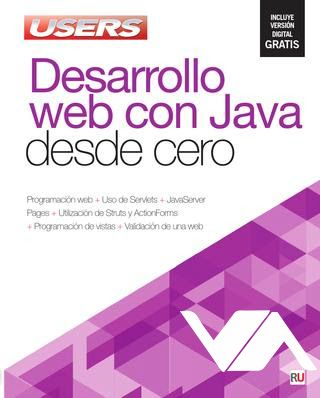 USERS
INCLUYE
VERSIÓN
DIGITAL
GRATIS
Desarrollo
web con Java
desde cero
Programación web + Uso de Servlets + JavaServer
Pages + Utilización de Struts y ActionForms
+ Programación de vistas + Validación de una web
VA
RU